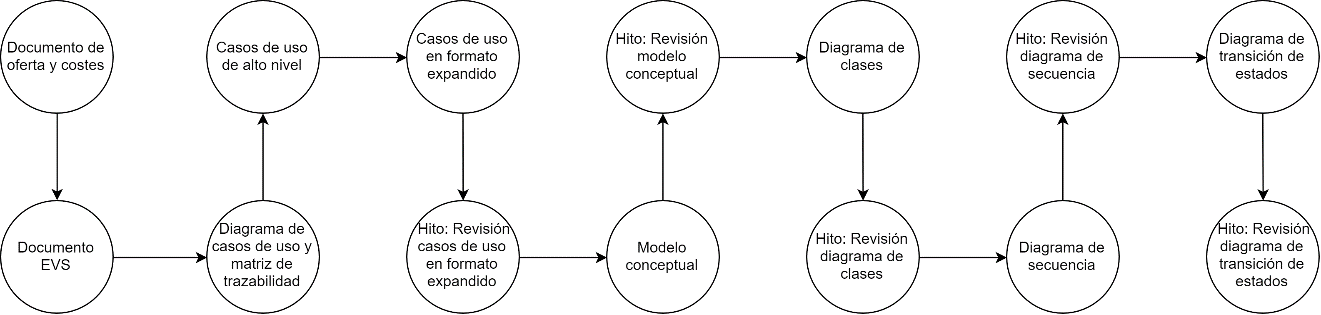 Documento de
oferta y costes
Documento
EVS
Diagrama de
casos de uso y
matriz de
trazabilidad
Casos de uso
de alto nivel
Casos de uso
en formato
expandido
Hito: Revisión
casos de uso
en formato
expandido
Modelo
conceptual
Hito: Revisión
modelo
conceptual
Diagrama de
clases
Hito: Revisión
diagrama de
clases
Diagrama de
secuencia
Hito: Revisión
diagrama de
secuencia
Diagrama de
transición de
estados
Hito: Revisión
diagrama de
transición de
estados